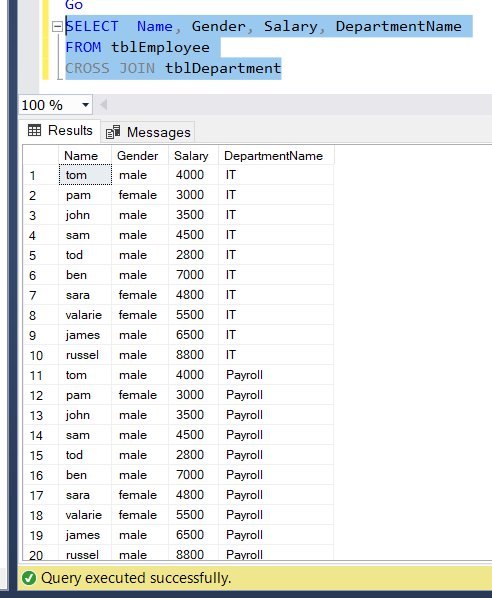 Go
SELECT  Name, Gender, Salary, DepartmentName
FROM tblEmployee
CROSS JOIN tblDepartment
100 %
Results Messages
Name Gender Salary DepartmentName
1 tom male 4000 IT
2 pam female 3000 IT
3 john male 3500 IT
4 sam male 4500 IT
5 tod male 2800 IT
6 ben male 7000 IT
7 sara female 4800 IT
8 valarie female 5500 IT
9 james male 6500 IT
10 russel male 8800 IT
11 tom male 4000 Payroll
12 pam female 3000 Payroll
13 john male 3500 Payroll
14 sam male 4500 Payroll
15 tod male 2800 Payroll
16 ben male 7000 Payroll
17 sara female 4800 Payroll
18 valarie female 5500 Payroll
19 james male 6500 Payroll
20 russel male 8800 Payroll
Query executed successfully.